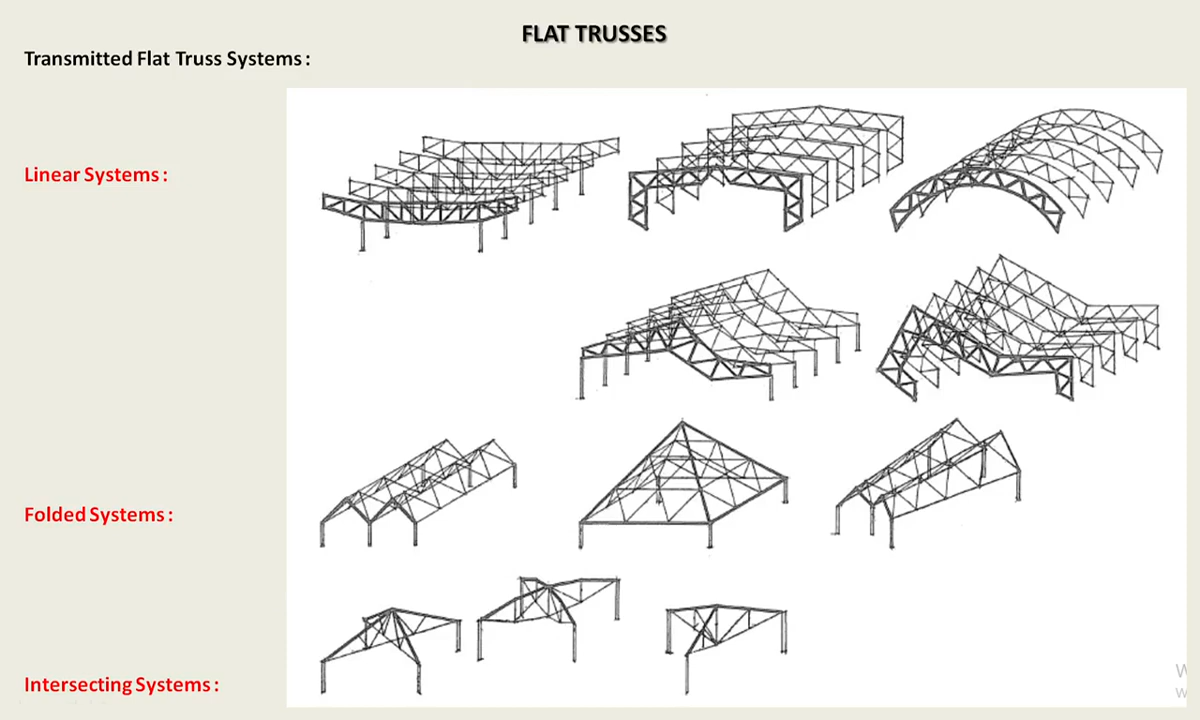 FLAT TRUSSES
Transmitted Flat Truss Systems :
Linear Systems :
Folded Systems :
Intersecting Systems :